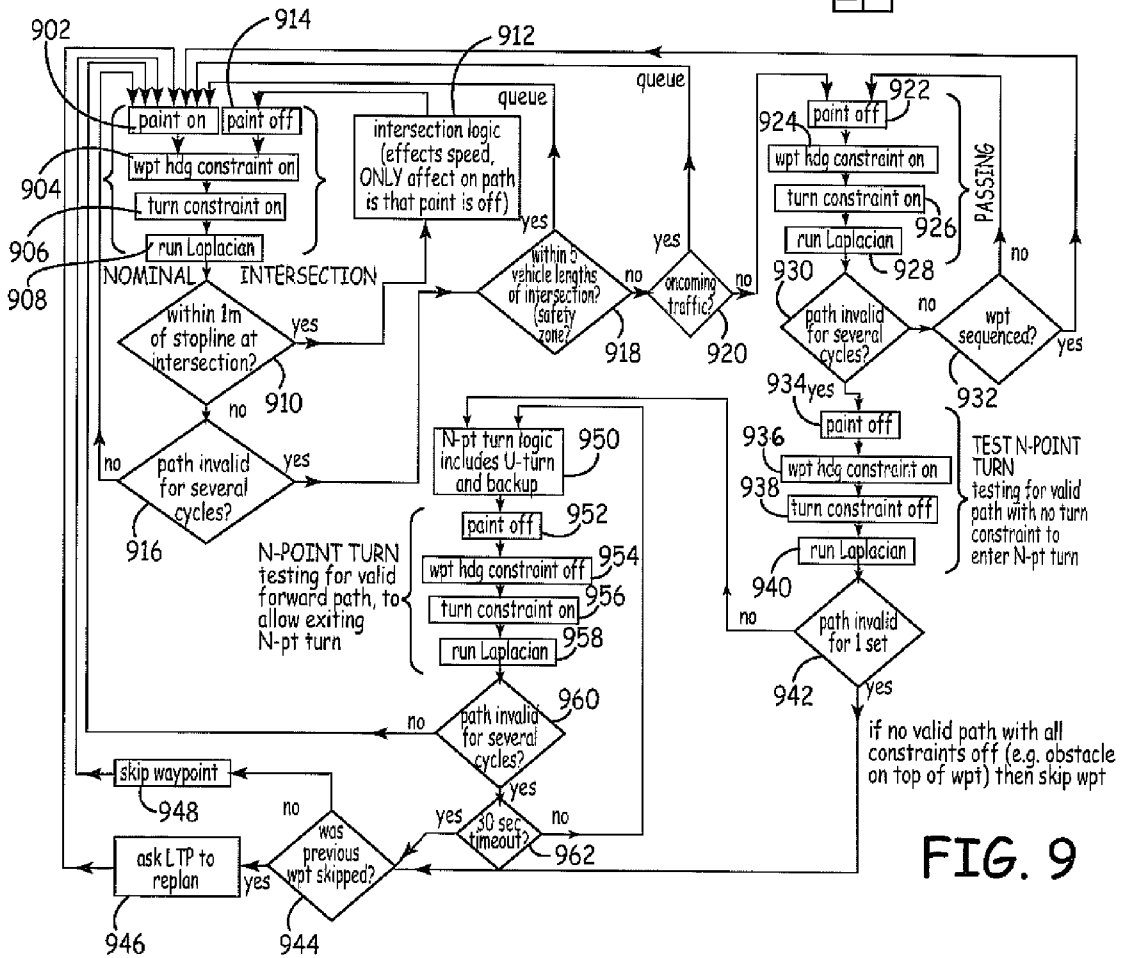 902
914
912
paint on
paint off
904
wpt hdg constraint on
906
turn constraint on
908
run Laplacian
NOMINAL
INTERSECTION
intersection logic
(effects speed,
ONLY affect on path
is that paint is off)
queue
queue
within 1m
of stopline at
intersection?
910
yes
no
path invalid
for several
cycles?
916
no
yes
within 5
vehicle lengths
of intersection?
(safety
zone?
918
yes
no
oncoming
traffic?
920
yes
no
922
paint off
924
wpt hdg constraint on
turn constraint on
926
run Laplacian
928
PASSING
930
path invalid
for several
cycles?
no
yes
wpt
sequenced?
932
no
yes
934
paint off
936
wpt hdg constraint on
938
turn constraint off
run Laplacian
940
TEST N-POINT
TURN
testing for valid
path with no turn
constraint to
enter N-pt turn
path invalid
for 1 set
942
no
yes
if no valid path with all
constraints off (e.g. obstacle
on top of wpt) then skip wpt
N-pt turn logic
includes U-turn
and backup
950
paint off
952
wpt hdg constraint off
954
turn constraint on
956
run Laplacian
958
N-POINT TURN
testing for valid
forward path, to
allow exiting
N-pt turn
path invalid
for several
cycles?
960
no
yes
30 sec
timeout?
962
yes
no
skip waypoint
948
no
was
previous
wpt skipped?
944
yes
ask LTP to
replan
946
FIG. 9